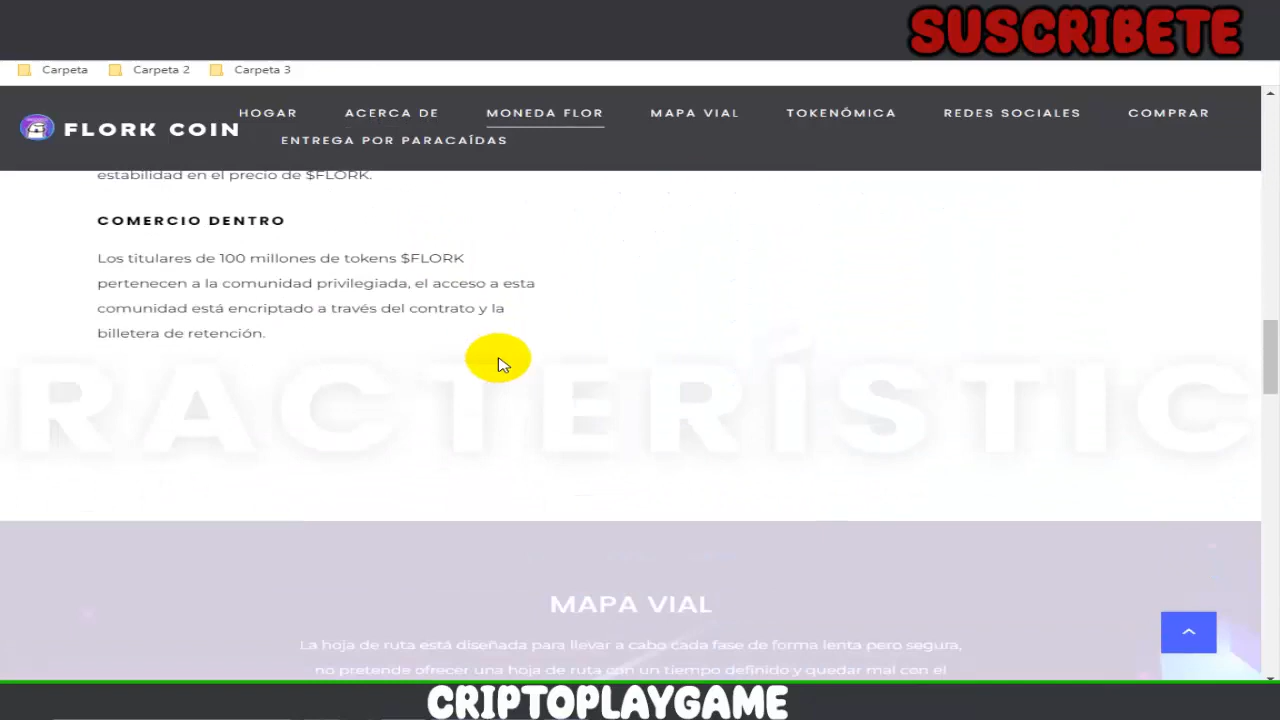 SUSCRIBETE
Carpeta Carpeta 2 Carpeta 3
FLORK COIN
HOGAR ACERCA DE MONEDA FLOR MAPA VIAL TOKENÓMICA REDES SOCIALES COMPRAR
ENTREGA POR PARACAÍDAS
estabilidad en el precio de $FLORK.
COMERCIO DENTRO
Los titulares de 100 millones de tokens $FLORK
pertenecen a la comunidad privilegiada, el acceso a esta
comunidad está encriptado a través del contrato y la
billetera de retención.
RACTERÍSTIC
MAPA VIAL
La hoja de ruta está diseñada para llevar a cabo cada fase de forma lenta pero segura,
no pretende ofrecer una hoja de ruta con un tiempo definido y quedar mal con el
CRIPTOPLAYGAME